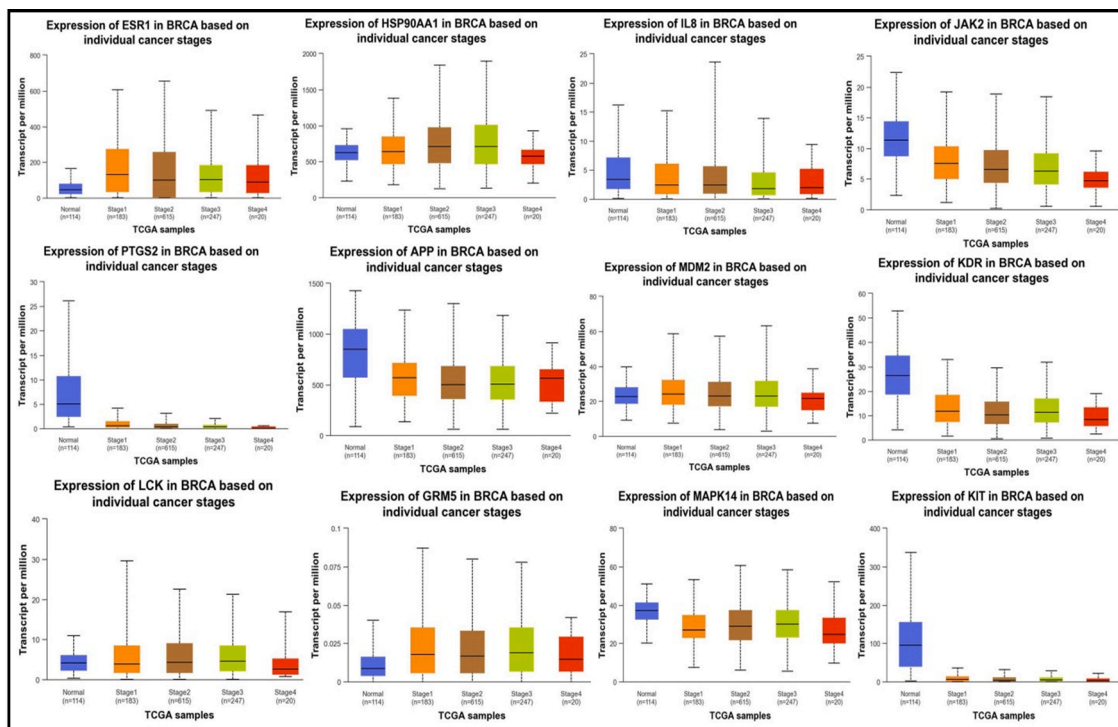 Expression of ESR1 in BRCA based on
individual cancer stages
Transcript per million
800
600
400
200
0
Normal
(n=114)
Stage1
(n=183)
Stage2
(n=615)
Stage3
(n=247)
Stage4
(n=20)
TCGA samples
Expression of HSP90AA1 in BRCA based on
individual cancer stages
Transcript per million
2000
1500
1000
500
0
Normal
(n=114)
Stage1
(n=183)
Stage2
(n=615)
Stage3
(n=247)
Stage4
(n=20)
TCGA samples
Expression of IL8 in BRCA based on
individual cancer stages
Transcript per million
25
20
15
10
5
0
Normal
(n=114)
Stage1
(n=183)
Stage2
(n=615)
Stage3
(n=247)
Stage4
(n=20)
TCGA samples
Expression of JAK2 in BRCA based on
individual cancer stages
Transcript per million
25
20
15
10
5
0
Normal
(n=114)
Stage1
(n=183)
Stage2
(n=615)
Stage3
(n=247)
Stage4
(n=20)
TCGA samples
Expression of PTGS2 in BRCA based on
individual cancer stages
Transcript per million
30
25
20
15
10
5
0
Normal
(n=114)
Stage1
(n=183)
Stage2
(n=615)
Stage3
(n=247)
Stage4
(n=20)
TCGA samples
Expression of APP in BRCA based on
individual cancer stages
Transcript per million
1500
1000
500
0
Normal
(n=114)
Stage1
(n=183)
Stage2
(n=615)
Stage3
(n=247)
Stage4
(n=20)
TCGA samples
Expression of MDM2 in BRCA based on
individual cancer stages
Transcript per million
80
60
40
20
0
Normal
(n=114)
Stage1
(n=183)
Stage2
(n=615)
Stage3
(n=247)
Stage4
(n=20)
TCGA samples
Expression of KDR in BRCA based on
individual cancer stages
Transcript per million
60
50
40
30
20
10
0
Normal
(n=114)
Stage1
(n=183)
Stage2
(n=615)
Stage3
(n=247)
Stage4
(n=20)
TCGA samples
Expression of LCK in BRCA based on
individual cancer stages
Transcript per million
40
30
20
10
0
Normal
(n=114)
Stage1
(n=183)
Stage2
(n=615)
Stage3
(n=247)
Stage4
(n=20)
TCGA samples
Expression of GRM5 in BRCA based on
individual cancer stages
Transcript per million
0.1
0.075
0.05
0.025
0
Normal
(n=114)
Stage1
(n=183)
Stage2
(n=615)
Stage3
(n=247)
Stage4
(n=20)
TCGA samples
Expression of MAPK14 in BRCA based on
individual cancer stages
Transcript per million
80
60
40
20
0
Normal
(n=114)
Stage1
(n=183)
Stage2
(n=615)
Stage3
(n=247)
Stage4
(n=20)
TCGA samples
Expression of KIT in BRCA based on
individual cancer stages
Transcript per million
400
300
200
100
0
Normal
(n=114)
Stage1
(n=183)
Stage2
(n=615)
Stage3
(n=247)
Stage4
(n=20)
TCGA samples